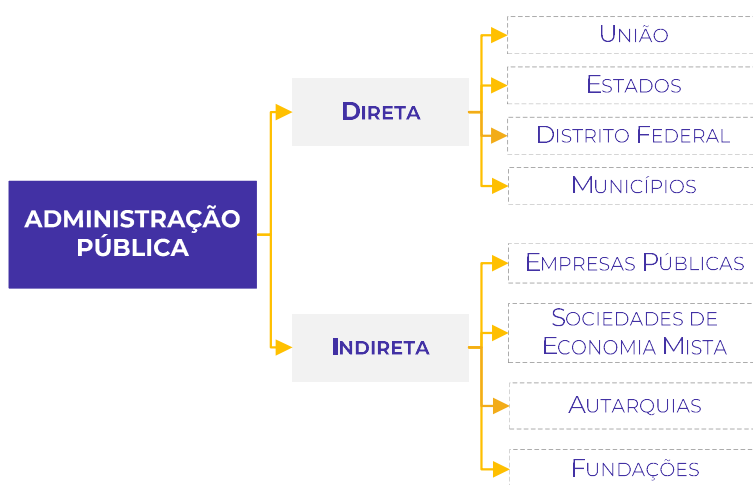 ADMINISTRAÇÃO
PÚBLICA
DIRETA
UNIÃO
ESTADOS
DISTRITO FEDERAL
MUNICÍPIOS
INDIRETA
EMPRESAS PÚBLICAS
SOCIEDADES DE
ECONOMIA MISTA
AUTARQUIAS
FUNDAÇÕES